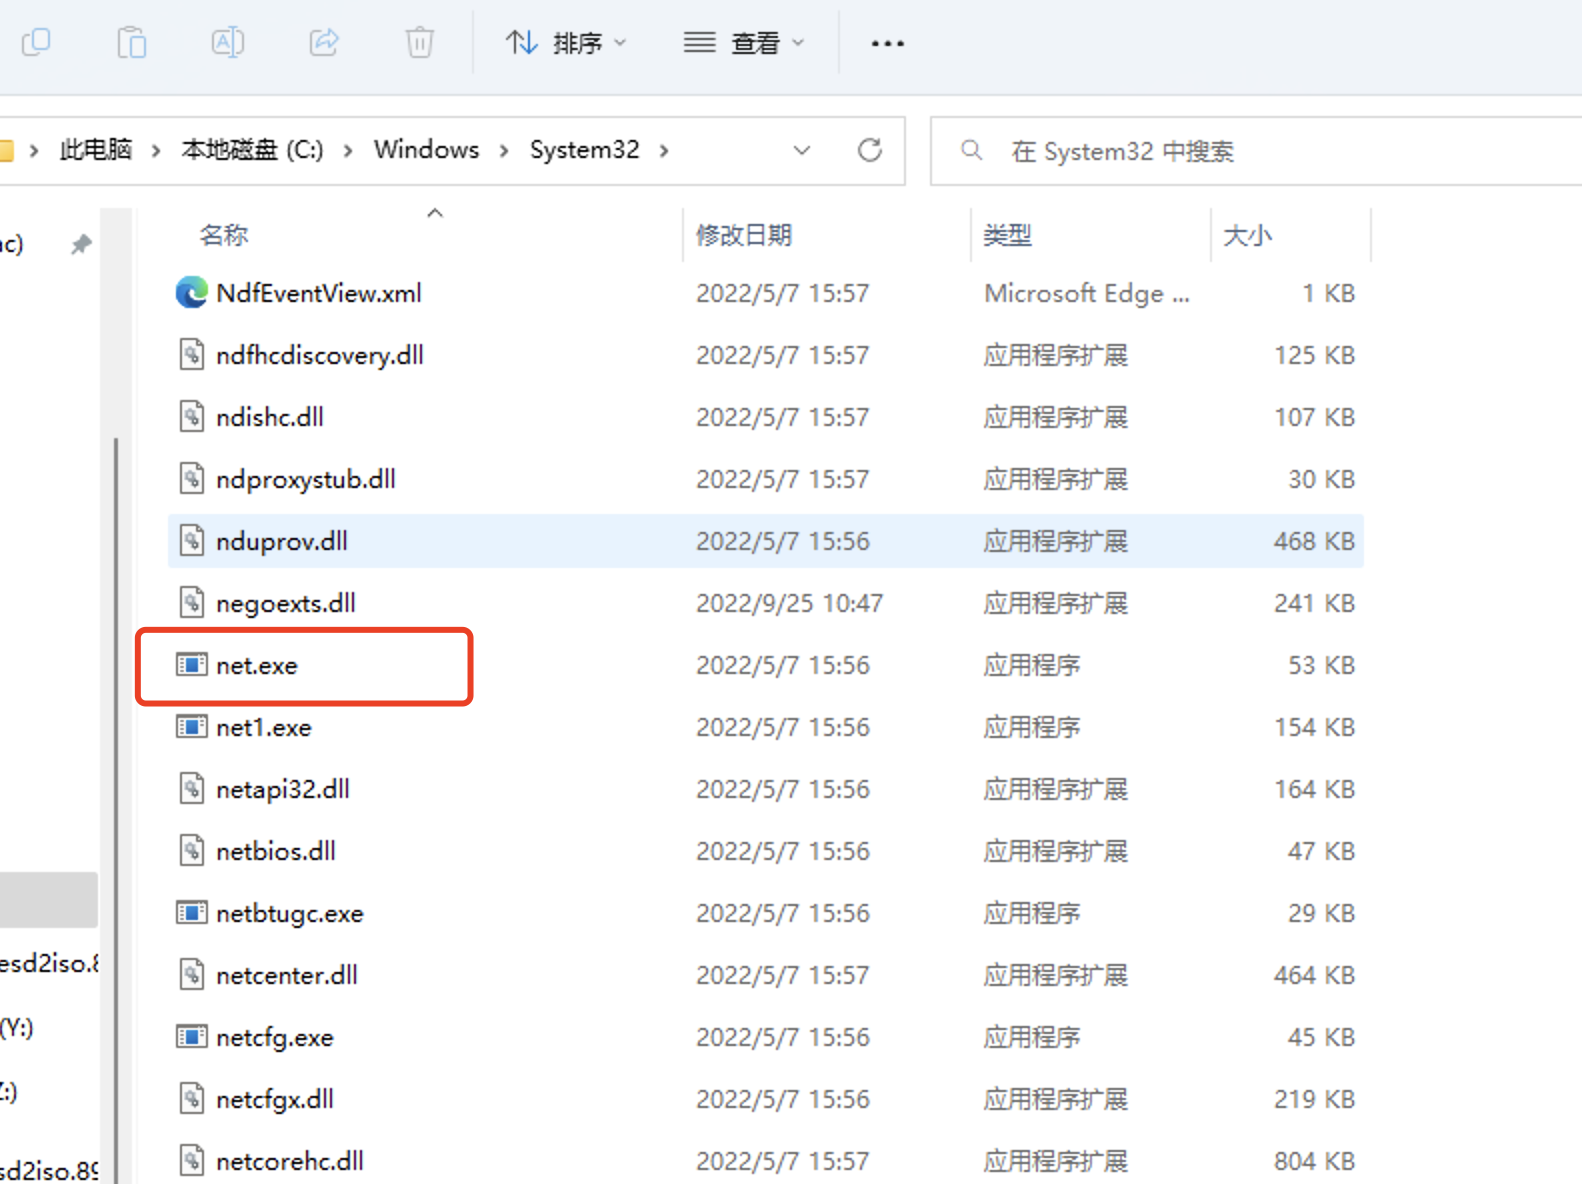 排序 查看
此电脑 > 本地磁盘 (C:) > Windows > System32 >
在 System32 中搜索
名称 修改日期 类型 大小
NdfEventView.xml 2022/5/7 15:57 Microsoft Edge ... 1 KB
ndfhcdiscovery.dll 2022/5/7 15:57 应用程序扩展 125 KB
ndishc.dll 2022/5/7 15:57 应用程序扩展 107 KB
ndproxystub.dll 2022/5/7 15:57 应用程序扩展 30 KB
nduprov.dll 2022/5/7 15:56 应用程序扩展 468 KB
negoexts.dll 2022/9/25 10:47 应用程序扩展 241 KB
net.exe 2022/5/7 15:56 应用程序 53 KB
net1.exe 2022/5/7 15:56 应用程序 154 KB
netapi32.dll 2022/5/7 15:56 应用程序扩展 164 KB
netbios.dll 2022/5/7 15:56 应用程序扩展 47 KB
netbtugc.exe 2022/5/7 15:56 应用程序 29 KB
netcenter.dll 2022/5/7 15:57 应用程序扩展 464 KB
netcfg.exe 2022/5/7 15:56 应用程序 45 KB
netcfgx.dll 2022/5/7 15:56 应用程序扩展 219 KB
netcorehc.dll 2022/5/7 15:57 应用程序扩展 804 KB
esd2iso.8
(Y:)
:)
sd2iso.89